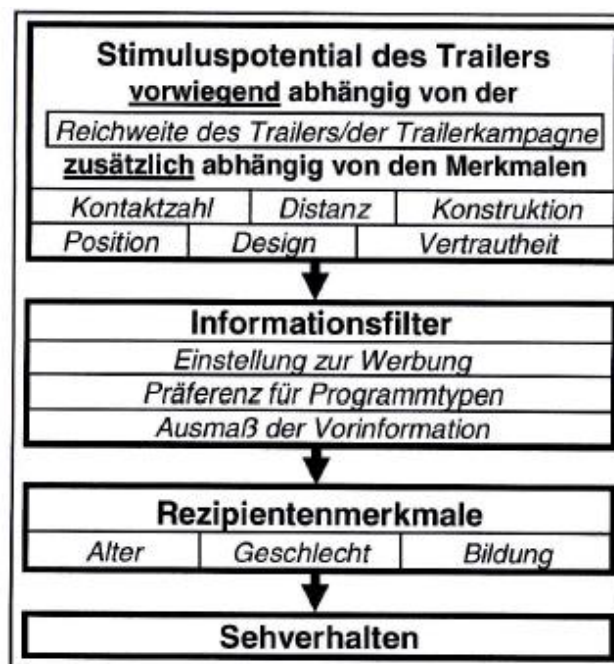 Stimuluspotential des Trailers
vorwiegend abhängig von der
Reichweite des Trailers/der Trailerkampagne
zusätzlich abhängig von den Merkmalen
Kontaktzahl Distanz Konstruktion
Position Design Vertrautheit
Informationsfilter
Einstellung zur Werbung
Präferenz für Programmtypen
Ausmaß der Vorinformation
Rezipientenmerkmale
Alter Geschlecht Bildung
Sehverhalten